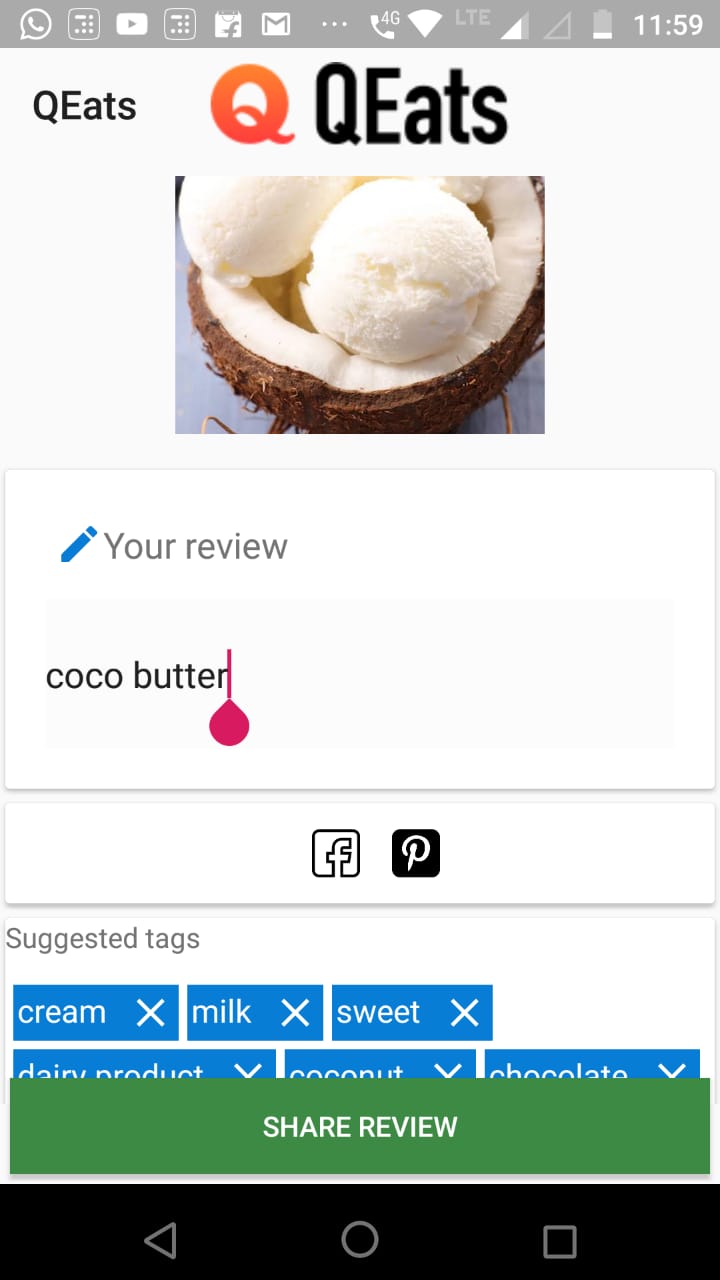 4G LTE 11:59
QEats QEats
Your review
coco butter
Suggested tags
cream milk sweet
dairy product coconut chocolate
SHARE REVIEW